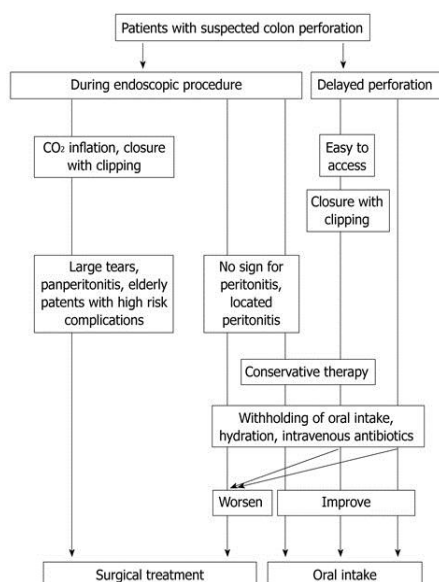 Patients with suspected colon perforation
During endoscopic procedure
Delayed perforation
CO₂ inflation, closure
with clipping
Easy to
access
Closure with
clipping
Large tears,
panperitonitis, elderly
patents with high risk
complications
No sign for
peritonitis,
located
peritonitis
Conservative therapy
Withholding of oral intake,
hydration, intravenous antibiotics
Worsen
Improve
Surgical treatment
Oral intake